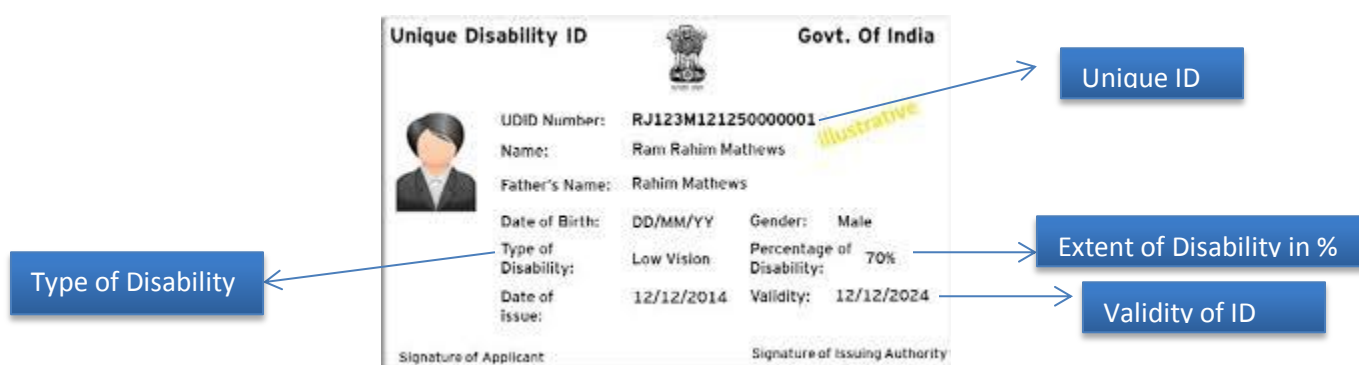 Unique Disability ID Govt. Of India
Unique ID
UDID Number: RJ123M121250000001
illustrative
Name: Ram Rahim Mathews
Father's Name: Rahim Mathews
Date of Birth: DD/MM/YY Gender: Male
Type of Disability: Low Vision Percentage of Disability: 70%
Extent of Disability in %
Type of Disability
Date of issue: 12/12/2014 Validity: 12/12/2024
Validity of ID
Signature of Applicant Signature of Issuing Authority